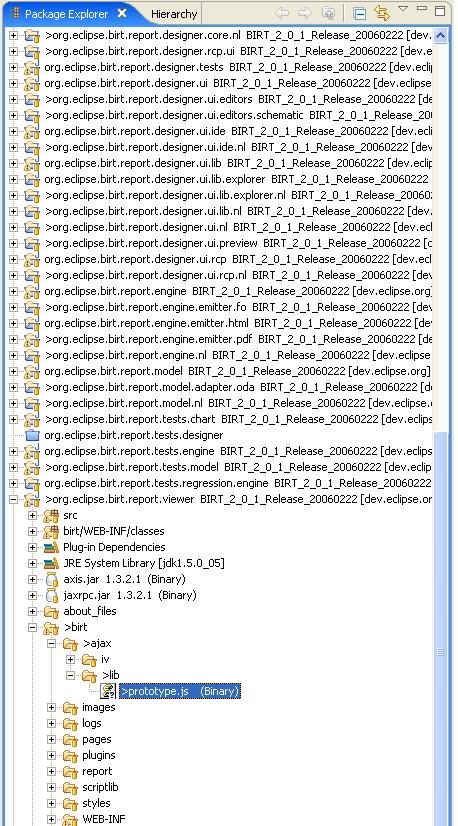 Package Explorer Hierarchy
>org.eclipse.birt.report.designer.core.nl BIRT_2_0_1_Release_20060222 [dev.
>org.eclipse.birt.report.designer.rcp.ui BIRT_2_0_1_Release_20060222 [dev.e
org.eclipse.birt.report.designer.tests BIRT_2_0_1_Release_20060222 [dev.ecli
org.eclipse.birt.report.designer.ui BIRT_2_0_1_Release_20060222 [dev.eclipse
>org.eclipse.birt.report.designer.ui.editors BIRT_2_0_1_Release_20060222 [de
>org.eclipse.birt.report.designer.ui.editors.schematic BIRT_2_0_1_Release_200
org.eclipse.birt.report.designer.ui.ide BIRT_2_0_1_Release_20060222 [dev.ecl
>org.eclipse.birt.report.designer.ui.ide.nl BIRT_2_0_1_Release_20060222 [dev.
org.eclipse.birt.report.designer.ui.lib BIRT_2_0_1_Release_20060222 [dev.ecli
org.eclipse.birt.report.designer.ui.lib.explorer BIRT_2_0_1_Release_20060222
>org.eclipse.birt.report.designer.ui.lib.explorer.nl BIRT_2_0_1_Release_20060
>org.eclipse.birt.report.designer.ui.lib.nl BIRT_2_0_1_Release_20060222 [dev.
>org.eclipse.birt.report.designer.ui.nl BIRT_2_0_1_Release_20060222 [dev.ecl
>org.eclipse.birt.report.designer.ui.preview BIRT_2_0_1_Release_20060222 [d
org.eclipse.birt.report.designer.ui.rcp BIRT_2_0_1_Release_20060222 [dev.ec
>org.eclipse.birt.report.designer.ui.rcp.nl BIRT_2_0_1_Release_20060222 [dev.
org.eclipse.birt.report.engine BIRT_2_0_1_Release_20060222 [dev.eclipse.org]
>org.eclipse.birt.report.engine.emitter.fo BIRT_2_0_1_Release_20060222 [dev.
org.eclipse.birt.report.engine.emitter.html BIRT_2_0_1_Release_20060222 [dev.
>org.eclipse.birt.report.engine.emitter.pdf BIRT_2_0_1_Release_20060222 [dev
>org.eclipse.birt.report.engine.nl BIRT_2_0_1_Release_20060222 [dev.eclipse
org.eclipse.birt.report.model BIRT_2_0_1_Release_20060222 [dev.eclipse.org]
>org.eclipse.birt.report.model.adapter.oda BIRT_2_0_1_Release_20060222 [dev
>org.eclipse.birt.report.model.nl BIRT_2_0_1_Release_20060222 [dev.eclipse.o
>org.eclipse.birt.report.tests.chart BIRT_2_0_1_Release_20060222 [dev.eclipse
org.eclipse.birt.report.tests.designer
>org.eclipse.birt.report.tests.engine BIRT_2_0_1_Release_20060222 [dev.eclip
>org.eclipse.birt.report.tests.model BIRT_2_0_1_Release_20060222 [dev.eclips
>org.eclipse.birt.report.tests.regression.engine BIRT_2_0_1_Release_20060222
>org.eclipse.birt.report.viewer BIRT_2_0_1_Release_20060222 [dev.eclipse.or
src
birt/WEB-INF/classes
Plug-in Dependencies
JRE System Library [jdk1.5.0_05]
axis.jar 1.3.2.1 (Binary)
jaxrpc.jar 1.3.2.1 (Binary)
about_files
>birt
>ajax
iv
>lib
>prototype.js (Binary)
images
logs
pages
plugins
report
scriptlib
styles
WEB-INF